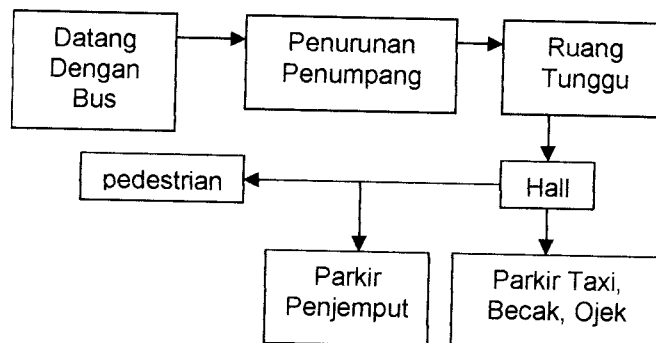 Datang
Dengan
Bus
Penurunan
Penumpang
Ruang
Tunggu
pedestrian
Hall
Parkir
Penjemput
Parkir Taxi,
Becak, Ojek